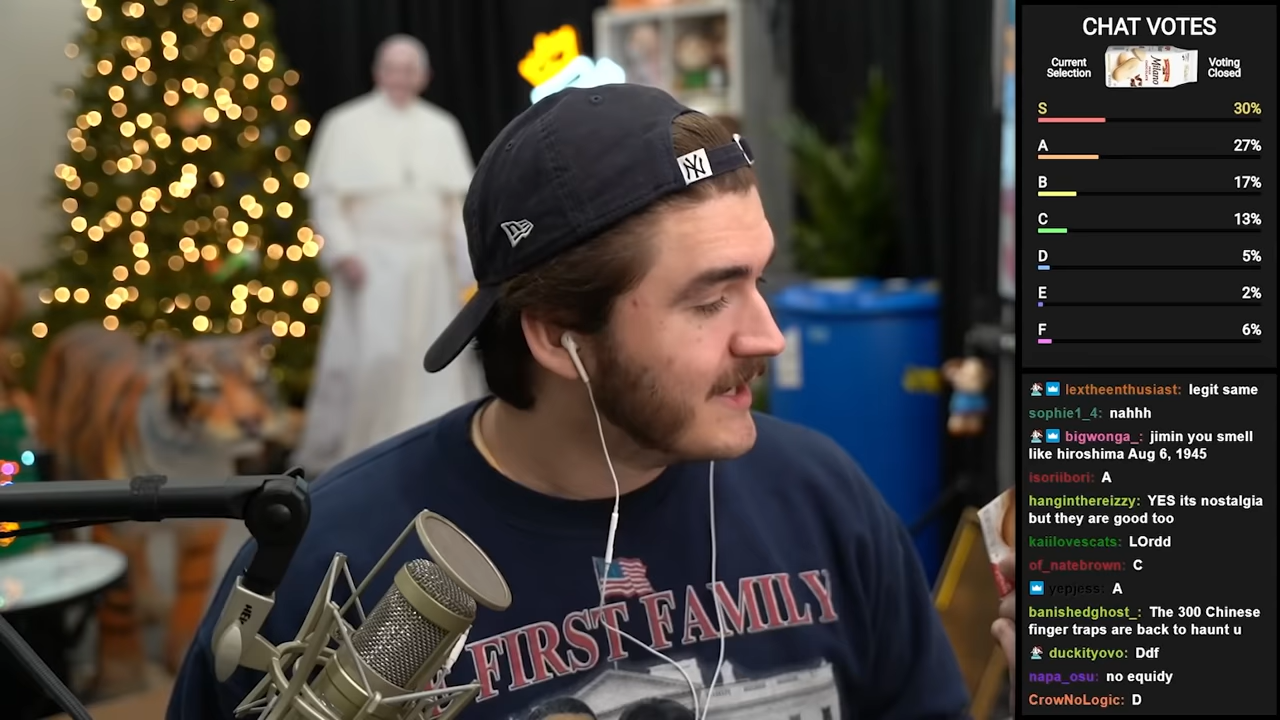 CHAT VOTES
Current
Selection
Milano
Voting
Closed
S 30%
A 27%
B 17%
C 13%
D 5%
E 2%
F 6%
lextheenthusiast: legit same
sophie1_4: nahhh
bigwonga_: jimin you smell
like hiroshima Aug 6, 1945
isoriibori: A
hanginthereizzy: YES its nostalgia
but they are good too
kaiilovescats: LOrdd
of_natebrown: C
yepjess: A
banishedghost_: The 300 Chinese
finger traps are back to haunt u
duckityovo: Ddf
napa_osu: no equidy
CrowNoLogic: D
NY
FIRST FAMILY